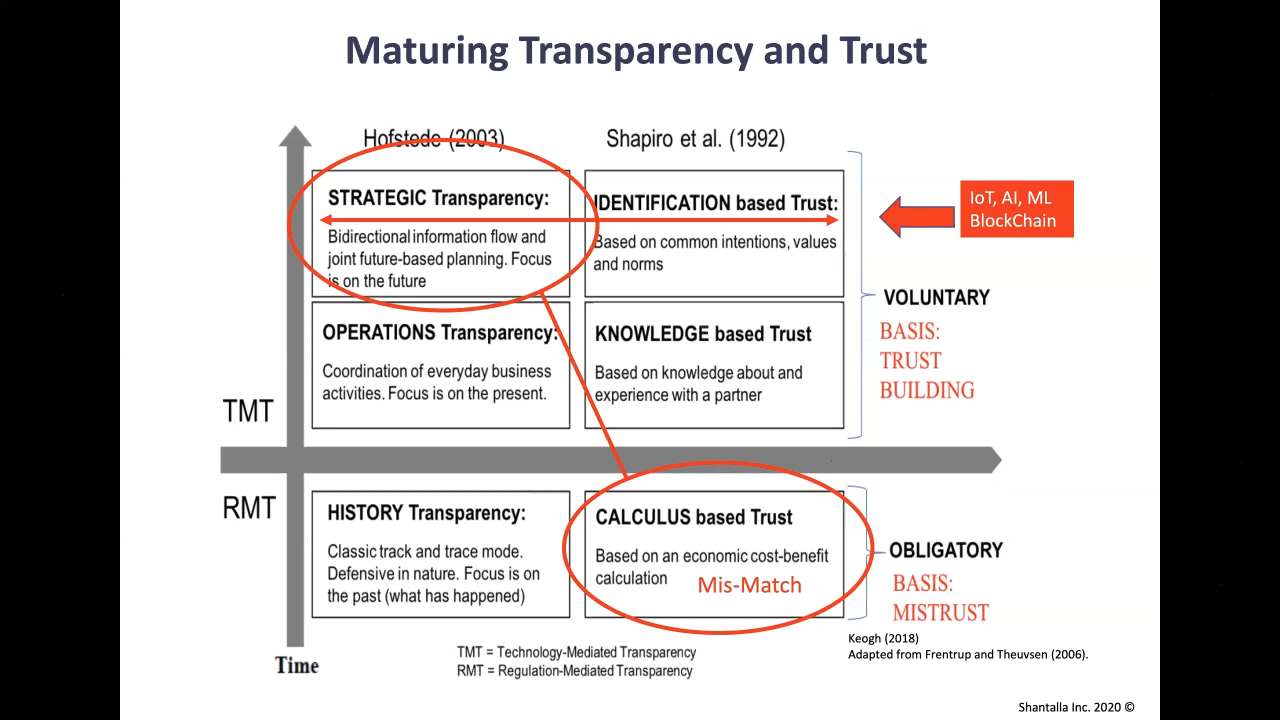 Maturing Transparency and Trust
Hofstede (2003)
Shapiro et al. (1992)
STRATEGIC Transparency:
Bidirectional information flow and
joint future-based planning. Focus
is on the future
IDENTIFICATION based Trust:
Based on common intentions, values
and norms
IoT, AI, ML
BlockChain
OPERATIONS Transparency:
Coordination of everyday business
activities. Focus is on the present.
KNOWLEDGE based Trust
Based on knowledge about and
experience with a partner
VOLUNTARY
BASIS:
TRUST
BUILDING
TMT
RMT
HISTORY Transparency:
Classic track and trace mode.
Defensive in nature. Focus is on
the past (what has happened)
CALCULUS based Trust
Based on an economic cost-benefit
calculation
Mis-Match
OBLIGATORY
BASIS:
MISTRUST
Time
TMT = Technology-Mediated Transparency
RMT = Regulation-Mediated Transparency
Keogh (2018)
Adapted from Frentrup and Theuvsen (2006).
Shantalla Inc. 2020 ©